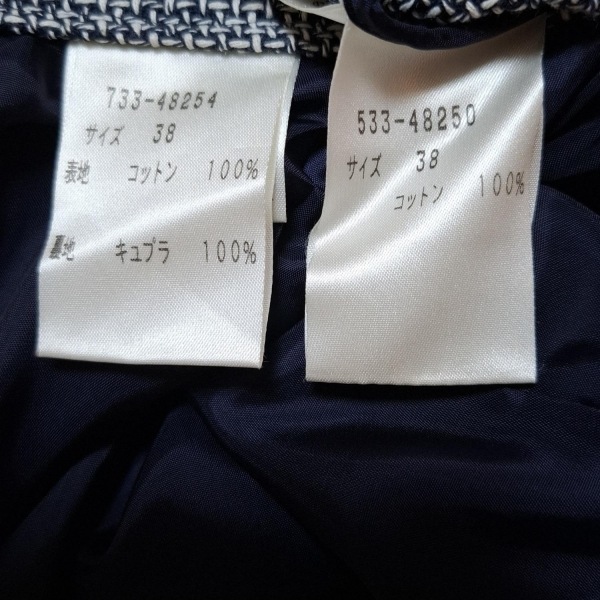 733-48254
サイズ 38
表地 コットン 100%
裏地 キュプラ 100%
533-48250
サイズ 38
コットン 100%